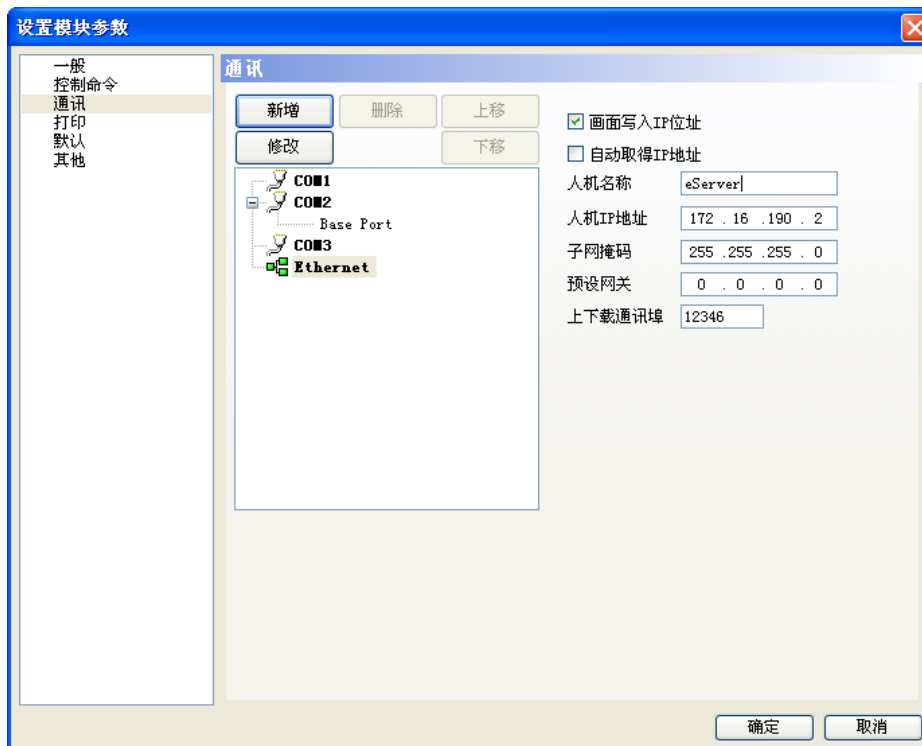 设置模块参数
一般
控制命令
通讯
打印
默认
其他
通讯
新增
删除
上移
修改
下移
COM1
COM2
Base Port
COM3
Ethernet
画面写入IP位址
自动取得IP地址
人机名称 eServer
人机IP地址 172 . 16 .190 . 2
子网掩码 255 .255 .255 . 0
预设网关 0 . 0 . 0 . 0
上下载通讯埠 12346
确定
取消